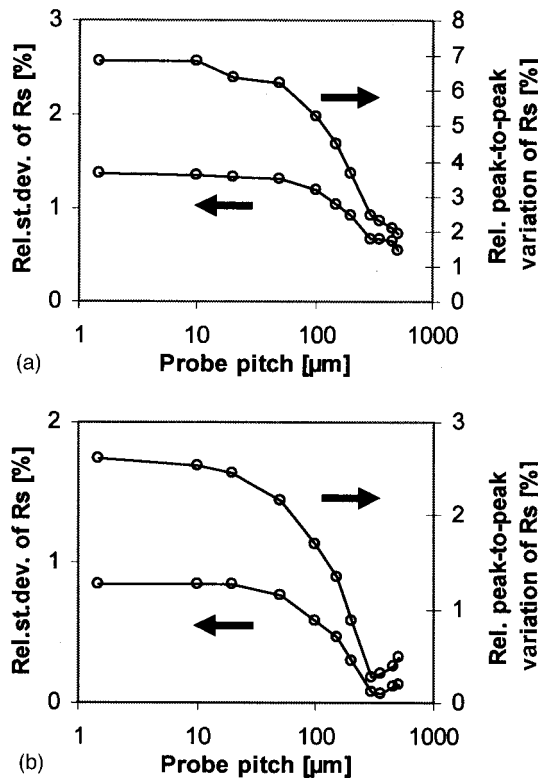 3
2
1
0
Rel.st.dev. of Rs [%]
8
7
6
5
4
3
2
1
0
Rel. peak-to-peak
variation of Rs [%]
1
10
100
1000
(a)
Probe pitch [µm]
2
1
0
Rel.st.dev. of Rs [%]
3
2
1
0
Rel. peak-to-peak
variation of Rs [%]
1
10
100
1000
(b)
Probe pitch [µm]